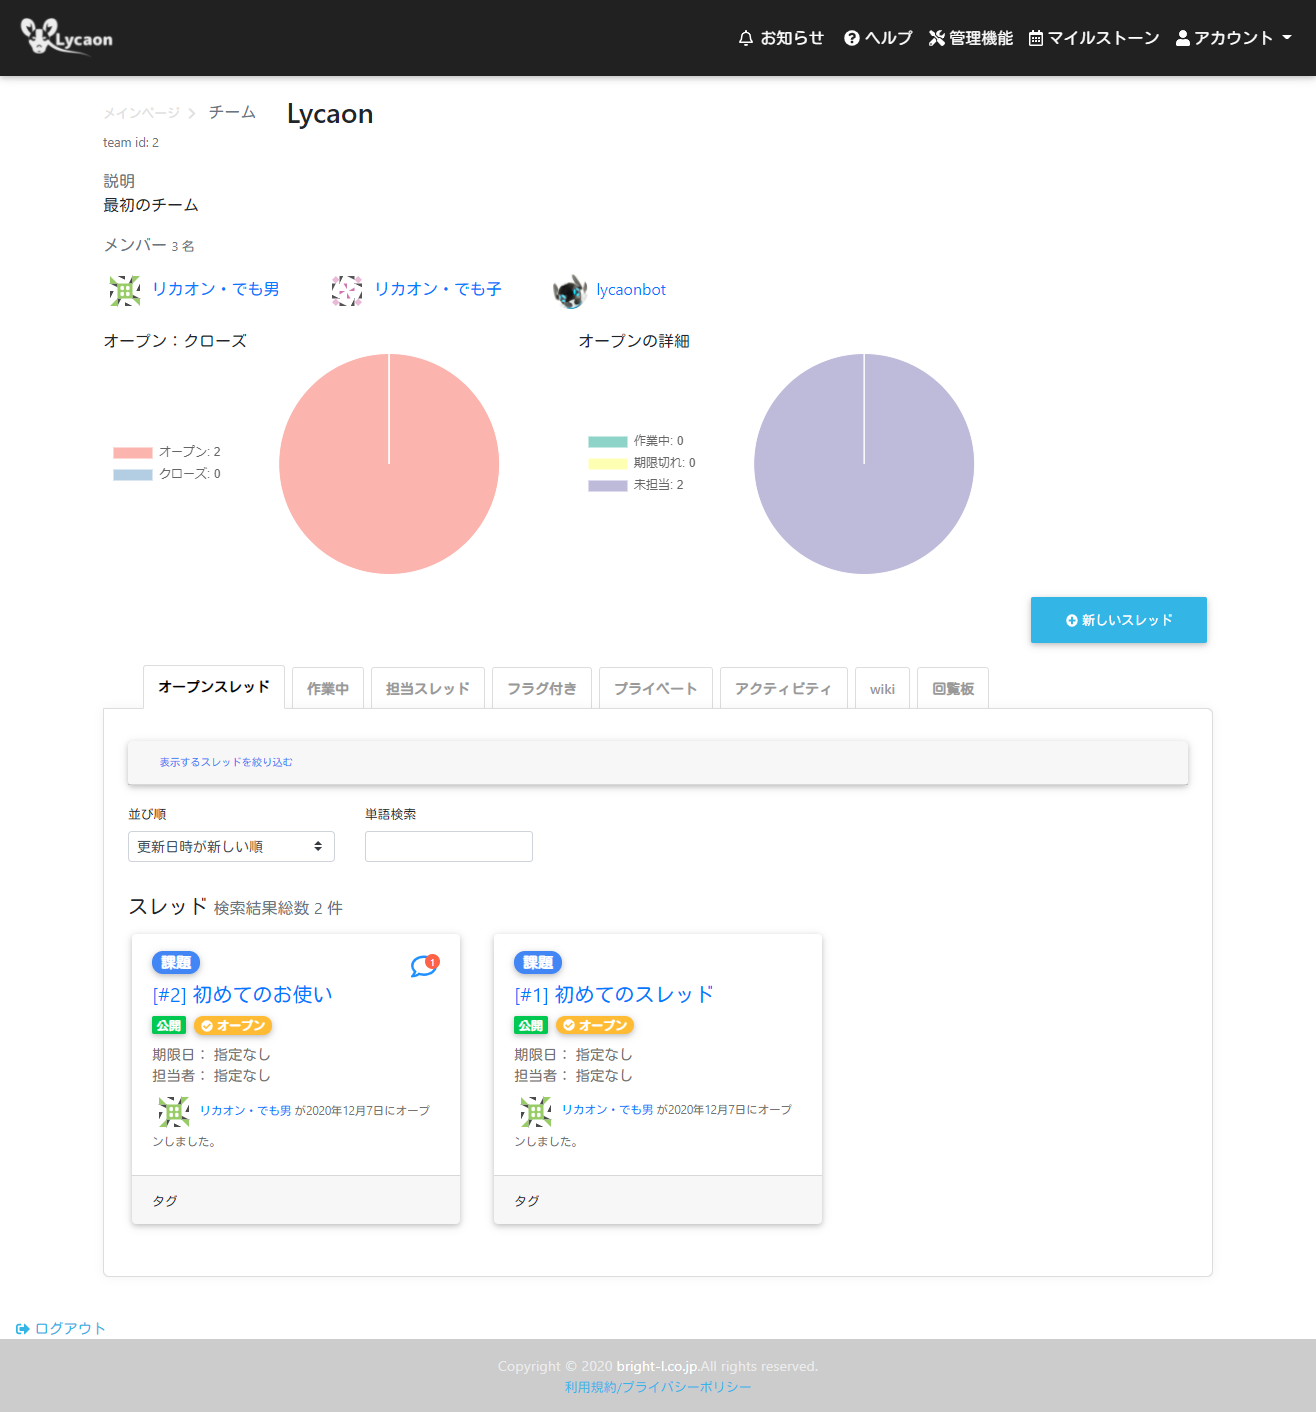 Lycaon
お知らせ ヘルプ 管理機能 マイルストーン アカウント
メインページ チーム Lycaon
team id: 2
説明
最初のチーム
メンバー 3 名
リカオン・でも男 リカオン・でも子 lycaonbot
オープン：クローズ
オープン: 2
クローズ: 0
オープンの詳細
作業中: 0
期限切れ: 0
未担当: 2
新しいスレッド
オープンスレッド 作業中 担当スレッド フラグ付き プライベート アクティビティ wiki 回覧板
表示するスレッドを絞り込む
並び順 単語検索
更新日時が新しい順
スレッド 検索結果総数 2 件
課題 1
[#2] 初めてのお使い
公開 オープン
期限日： 指定なし
担当者： 指定なし
リカオン・でも男 が2020年12月7日にオープ
ンしました。
タグ
課題
[#1] 初めてのスレッド
公開 オープン
期限日： 指定なし
担当者： 指定なし
リカオン・でも男 が2020年12月7日にオープ
ンしました。
タグ
ログアウト
Copyright © 2020 bright-l.co.jp.All rights reserved.
利用規約/プライバシーポリシー